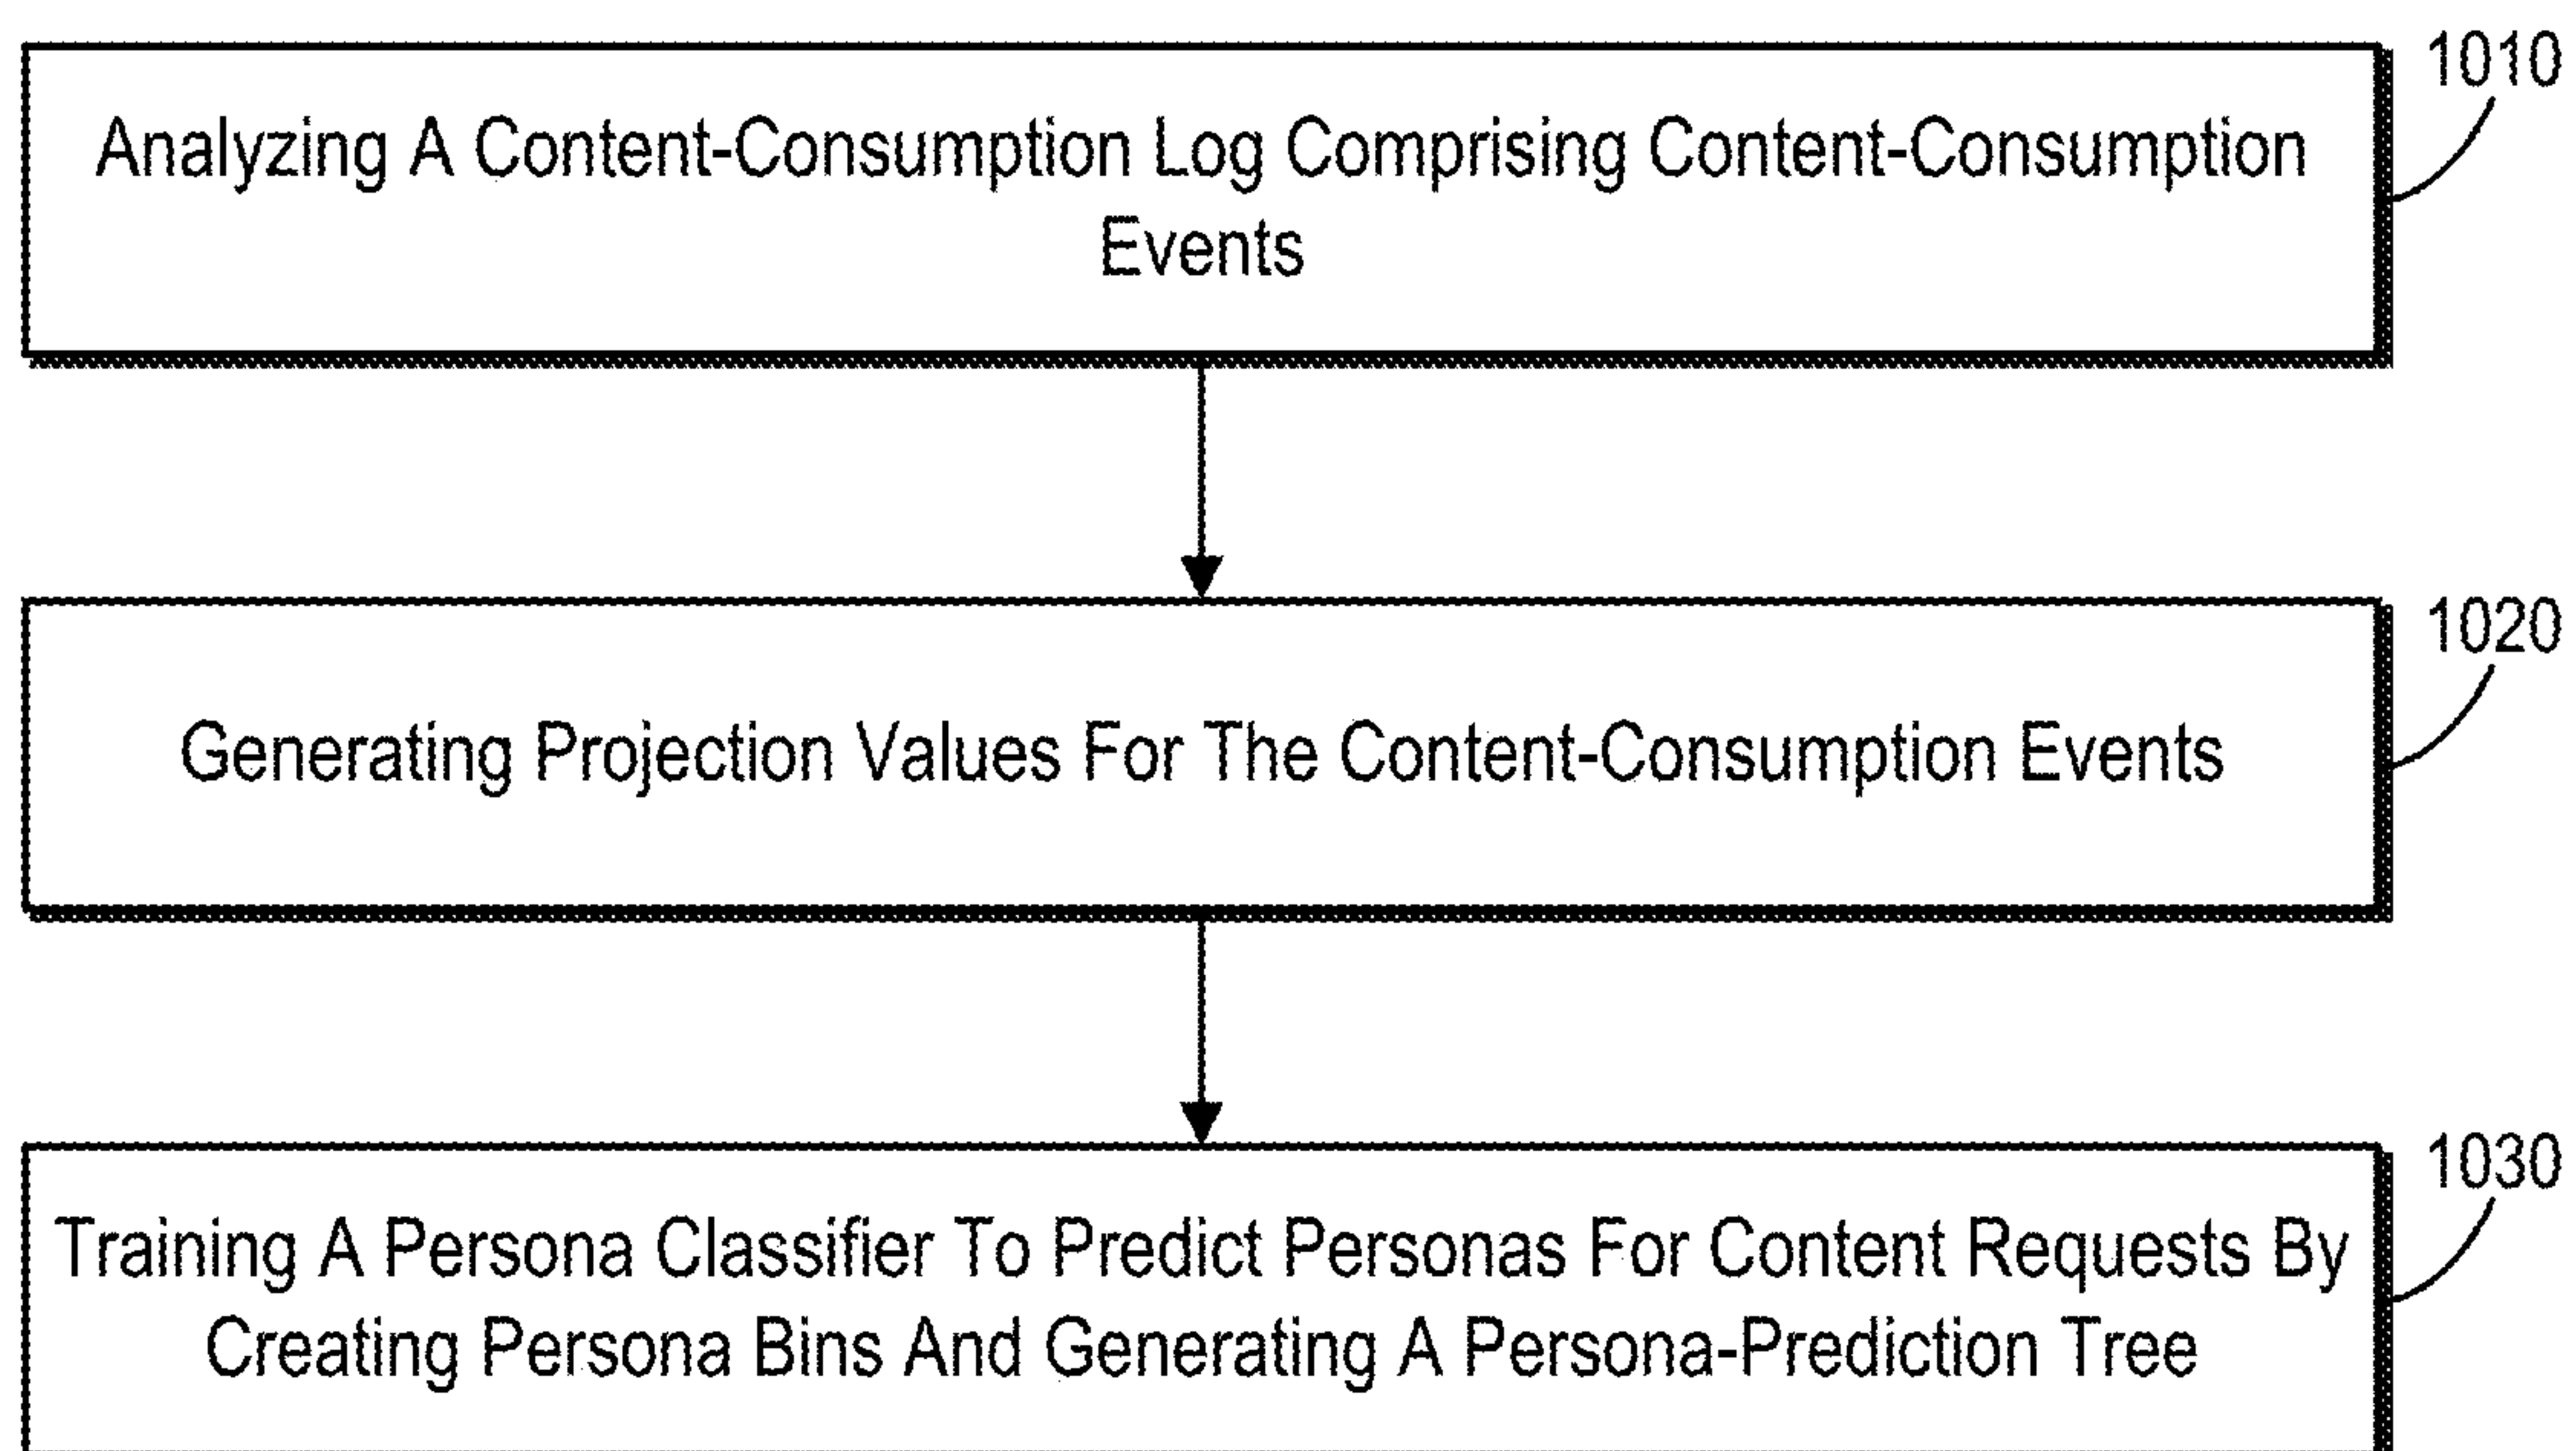 1010
Analyzing A Content-Consumption Log Comprising Content-Consumption
Events
1020
Generating Projection Values For The Content-Consumption Events
1030
Training A Persona Classifier To Predict Personas For Content Requests By
Creating Persona Bins And Generating A Persona-Prediction Tree